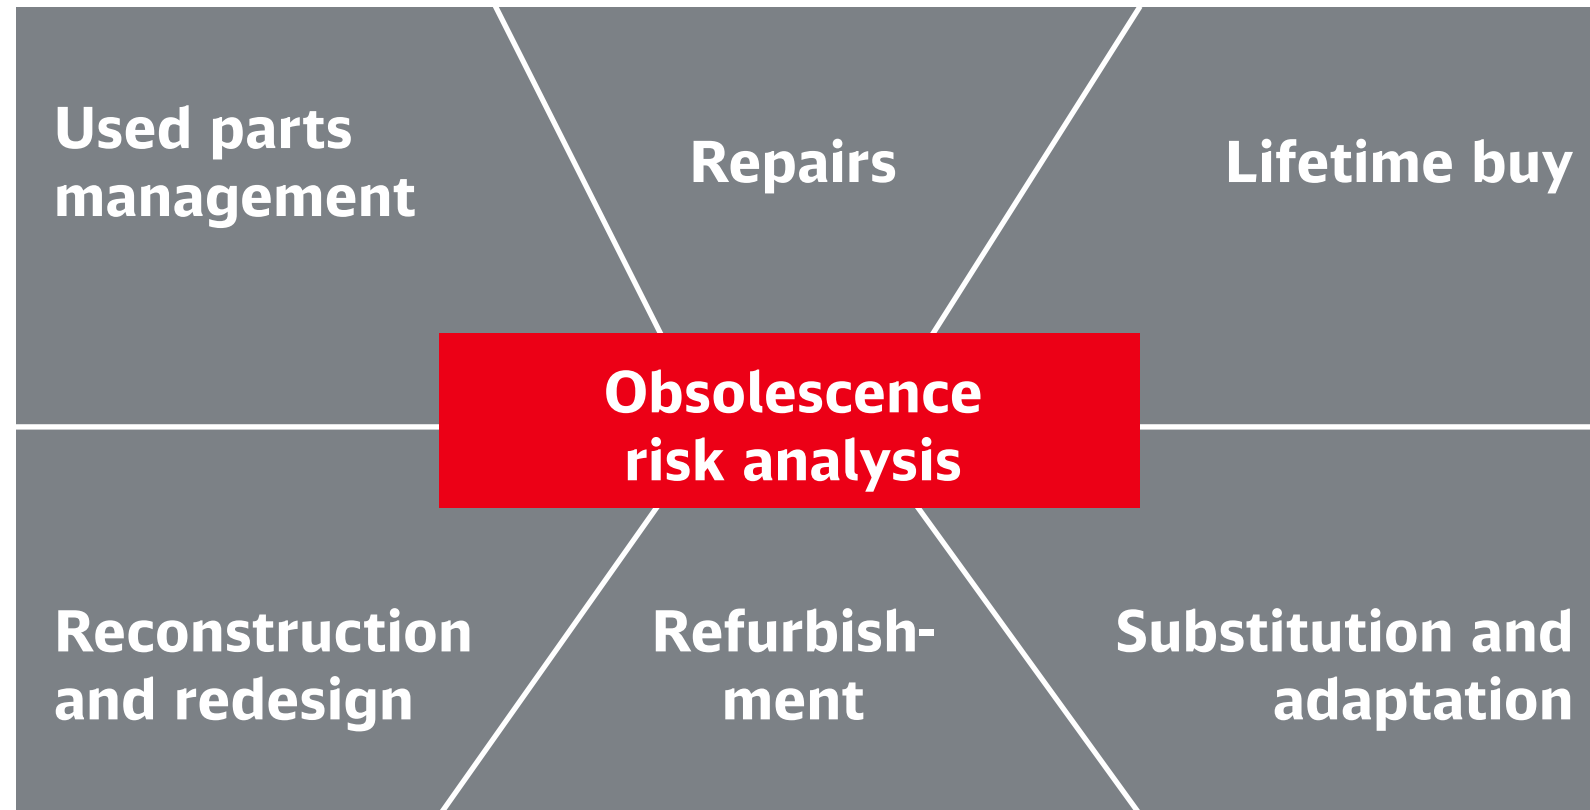 Used parts
management
Repairs
Lifetime buy
Obsolescence
risk analysis
Reconstruction
and redesign
Refurbish-
ment
Substitution and
adaptation